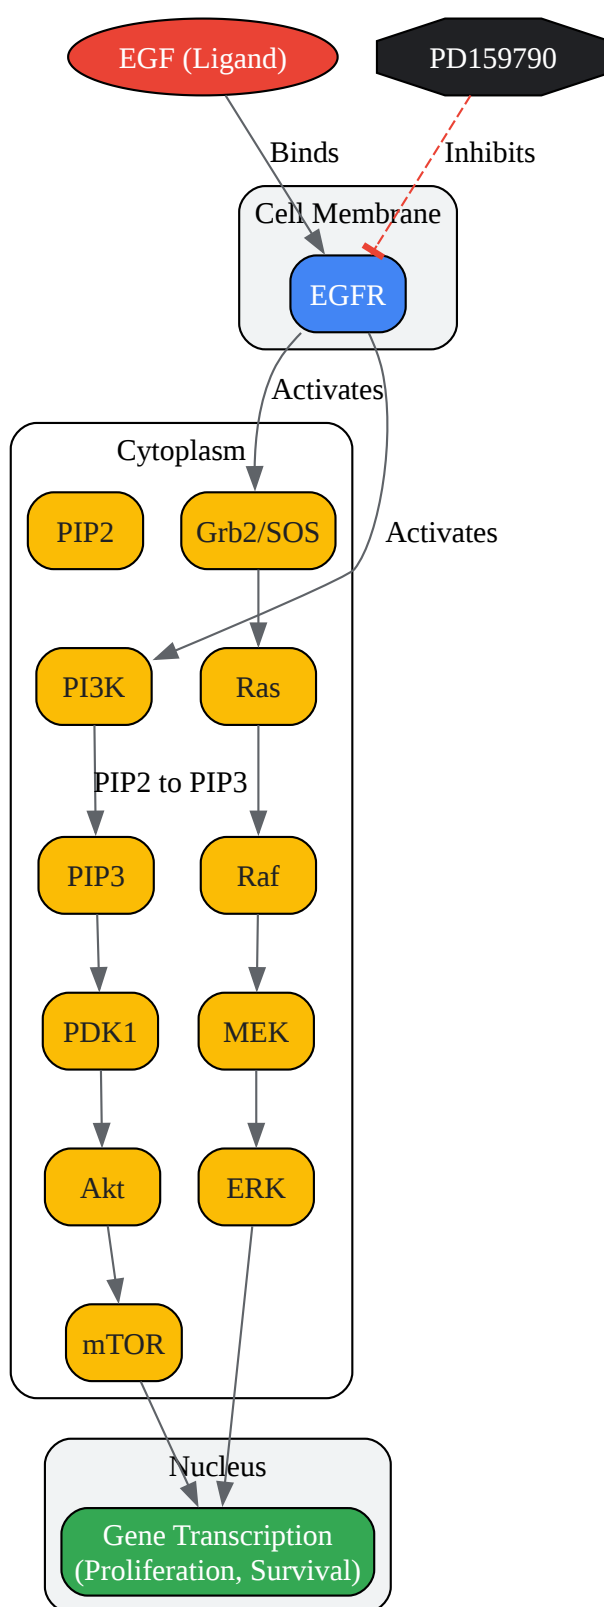 EGF (Ligand)
PD159790
Binds
Inhibits
Cell Membrane
EGFR
Activates
Cytoplasm
PIP2
Grb2/SOS
Activates
PI3K
Ras
PIP2 to PIP3
PIP3
Raf
PDK1
MEK
Akt
ERK
mTOR
Nucleus
Gene Transcription
(Proliferation, Survival)